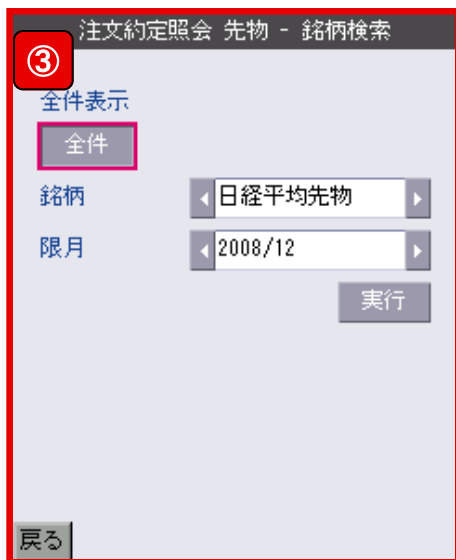 注文約定照会 先物 - 銘柄検索
③
全件表示
全件
銘柄 日経平均先物
限月 2008/12
実行
戻る